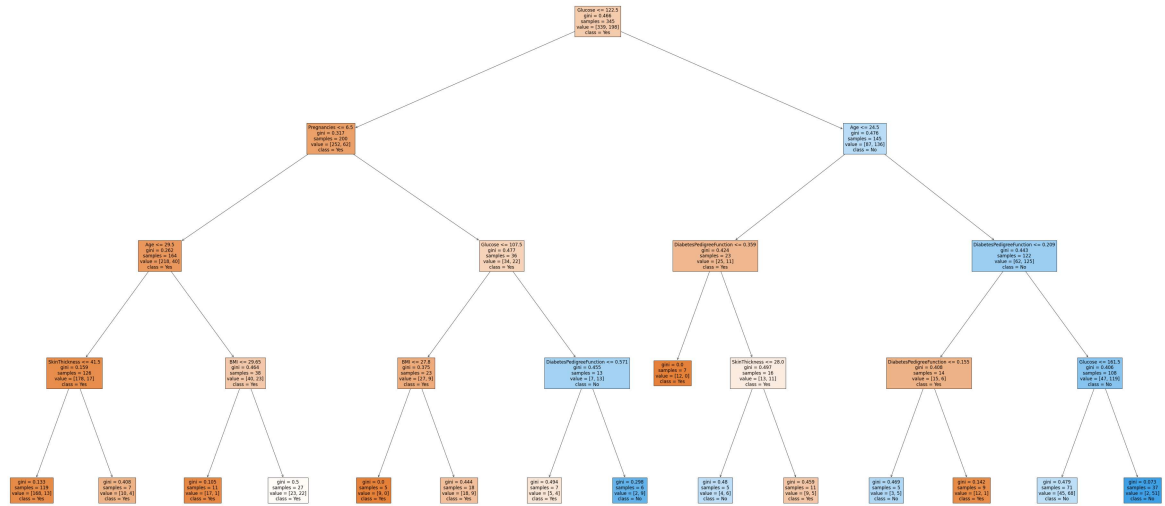 Glucose <= 122.5
gini = 0.466
samples = 345
value = [339, 198]
class = Yes
Pregnancies <= 6.5
gini = 0.317
samples = 200
value = [252, 62]
class = Yes
Age <= 24.5
gini = 0.476
samples = 145
value = [87, 136]
class = No
Age <= 29.5
gini = 0.262
samples = 164
value = [218, 40]
class = Yes
Glucose <= 107.5
gini = 0.477
samples = 36
value = [34, 22]
class = Yes
DiabetesPedigreeFunction <= 0.359
gini = 0.424
samples = 23
value = [25, 11]
class = Yes
DiabetesPedigreeFunction <= 0.209
gini = 0.443
samples = 122
value = [62, 125]
class = No
SkinThickness <= 41.5
gini = 0.159
samples = 126
value = [178, 17]
class = Yes
BMI <= 29.65
gini = 0.464
samples = 38
value = [40, 23]
class = Yes
BMI <= 27.8
gini = 0.375
samples = 23
value = [27, 9]
class = Yes
DiabetesPedigreeFunction <= 0.571
gini = 0.455
samples = 13
value = [7, 13]
class = No
gini = 0.0
samples = 7
value = [12, 0]
class = Yes
SkinThickness <= 28.0
gini = 0.497
samples = 16
value = [13, 11]
class = Yes
DiabetesPedigreeFunction <= 0.155
gini = 0.408
samples = 14
value = [15, 6]
class = Yes
Glucose <= 161.5
gini = 0.406
samples = 108
value = [47, 119]
class = No
gini = 0.133
samples = 119
value = [168, 13]
class = Yes
gini = 0.408
samples = 7
value = [10, 4]
class = Yes
gini = 0.105
samples = 11
value = [17, 1]
class = Yes
gini = 0.5
samples = 27
value = [23, 22]
class = Yes
gini = 0.0
samples = 5
value = [9, 0]
class = Yes
gini = 0.444
samples = 18
value = [18, 9]
class = Yes
gini = 0.494
samples = 7
value = [5, 4]
class = Yes
gini = 0.298
samples = 6
value = [2, 9]
class = No
gini = 0.48
samples = 5
value = [4, 6]
class = No
gini = 0.459
samples = 11
value = [9, 5]
class = Yes
gini = 0.469
samples = 5
value = [3, 5]
class = No
gini = 0.142
samples = 9
value = [12, 1]
class = Yes
gini = 0.479
samples = 71
value = [45, 68]
class = No
gini = 0.073
samples = 37
value = [2, 51]
class = No